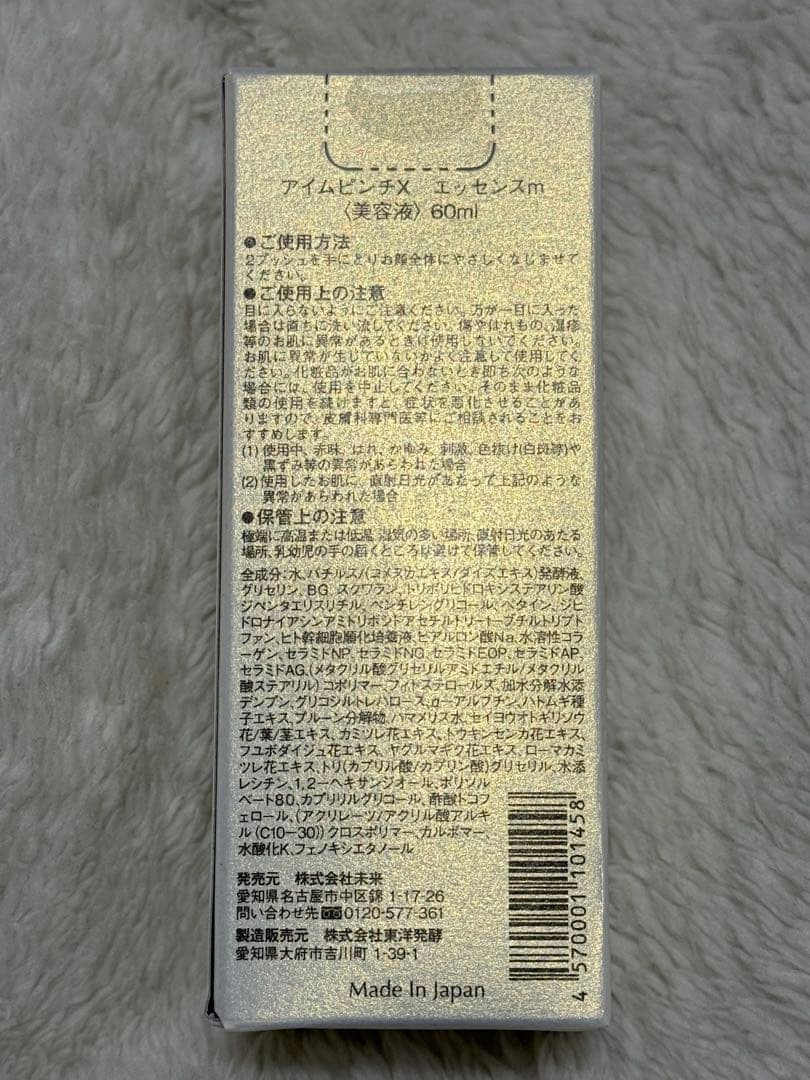 アイムピンチX　エッセンスm
〈美容液〉60ml
●ご使用方法
2プッシュを手にとりお顔全体にやさしくなじませて
ください。
●ご使用上の注意
目に入らないようにご注意ください。万が一目に入った
場合は直ちに洗い流してください。傷やはれもの、湿疹
等のお肌に異常があるときは使用しないでください。
お肌に異常が生じていないかよく注意して使用してく
ださい。化粧品がお肌に合わないとき即ち次のような
場合には、使用を中止してください。そのまま化粧品
類の使用を続けますと、症状を悪化させることがあ
りますので、皮膚科専門医等にご相談されることをお
すすめします。
(1)使用中、赤味、はれ、かゆみ、刺激、色抜け(白斑等)や
黒ずみ等の異常があらわれた場合
(2)使用したお肌に、直射日光があたって上記のような
異常があらわれた場合
●保管上の注意
極端に高温または低温、湿気の多い場所、直射日光のあたる
場所、乳幼児の手の届くところは避けて保管してください。
全成分:水、バチルス/(コメヌカエキス/ダイズエキス)発酵液、
グリセリン、BG、スクワラン、トリポリヒドロキシステアリン酸
ジペンタエリスリチル、ペンチレングリコール、ベタイン、ジヒ
ドロナイアシンアミドリボシドアセチルトリ-t-ブチルトリプト
ファン、ヒト幹細胞順化培養液、ヒアルロン酸Na、水溶性コラ
ーゲン、セラミドNP、セラミドNG、セラミドEOP、セラミドAP、
セラミドAG、(メタクリル酸グリセリルアミドエチル/メタクリル
酸ステアリル)コポリマー、フィトステロールズ、加水分解水添
デンプン、グリコシルトレハロース、α-アルブチン、ハトムギ種
子エキス、プルーン分解物、ハマメリス水、セイヨウオトギリソウ
花/葉/茎エキス、カミツレ花エキス、トウキンセンカ花エキス、
フユボダイジュ花エキス、ヤグルマギク花エキス、ローマカミ
ツレ花エキス、トリ(カプリル酸/カプリン酸)グリセリル、水添
レシチン、1,2-ヘキサンジオール、ポリソル
ベート80、カプリリルグリコール、酢酸トコフ
ェロール、(アクリレーツ/アクリル酸アルキ
ル(C10-30))クロスポリマー、カルボマー、
水酸化K、フェノキシエタノール
発売元　株式会社未来
愛知県名古屋市中区錦 1-17-26
問い合わせ先 0120-577-361
製造販売元　株式会社東洋発酵
愛知県大府市吉川町 1-39-1
Made In Japan
4 570001 101458